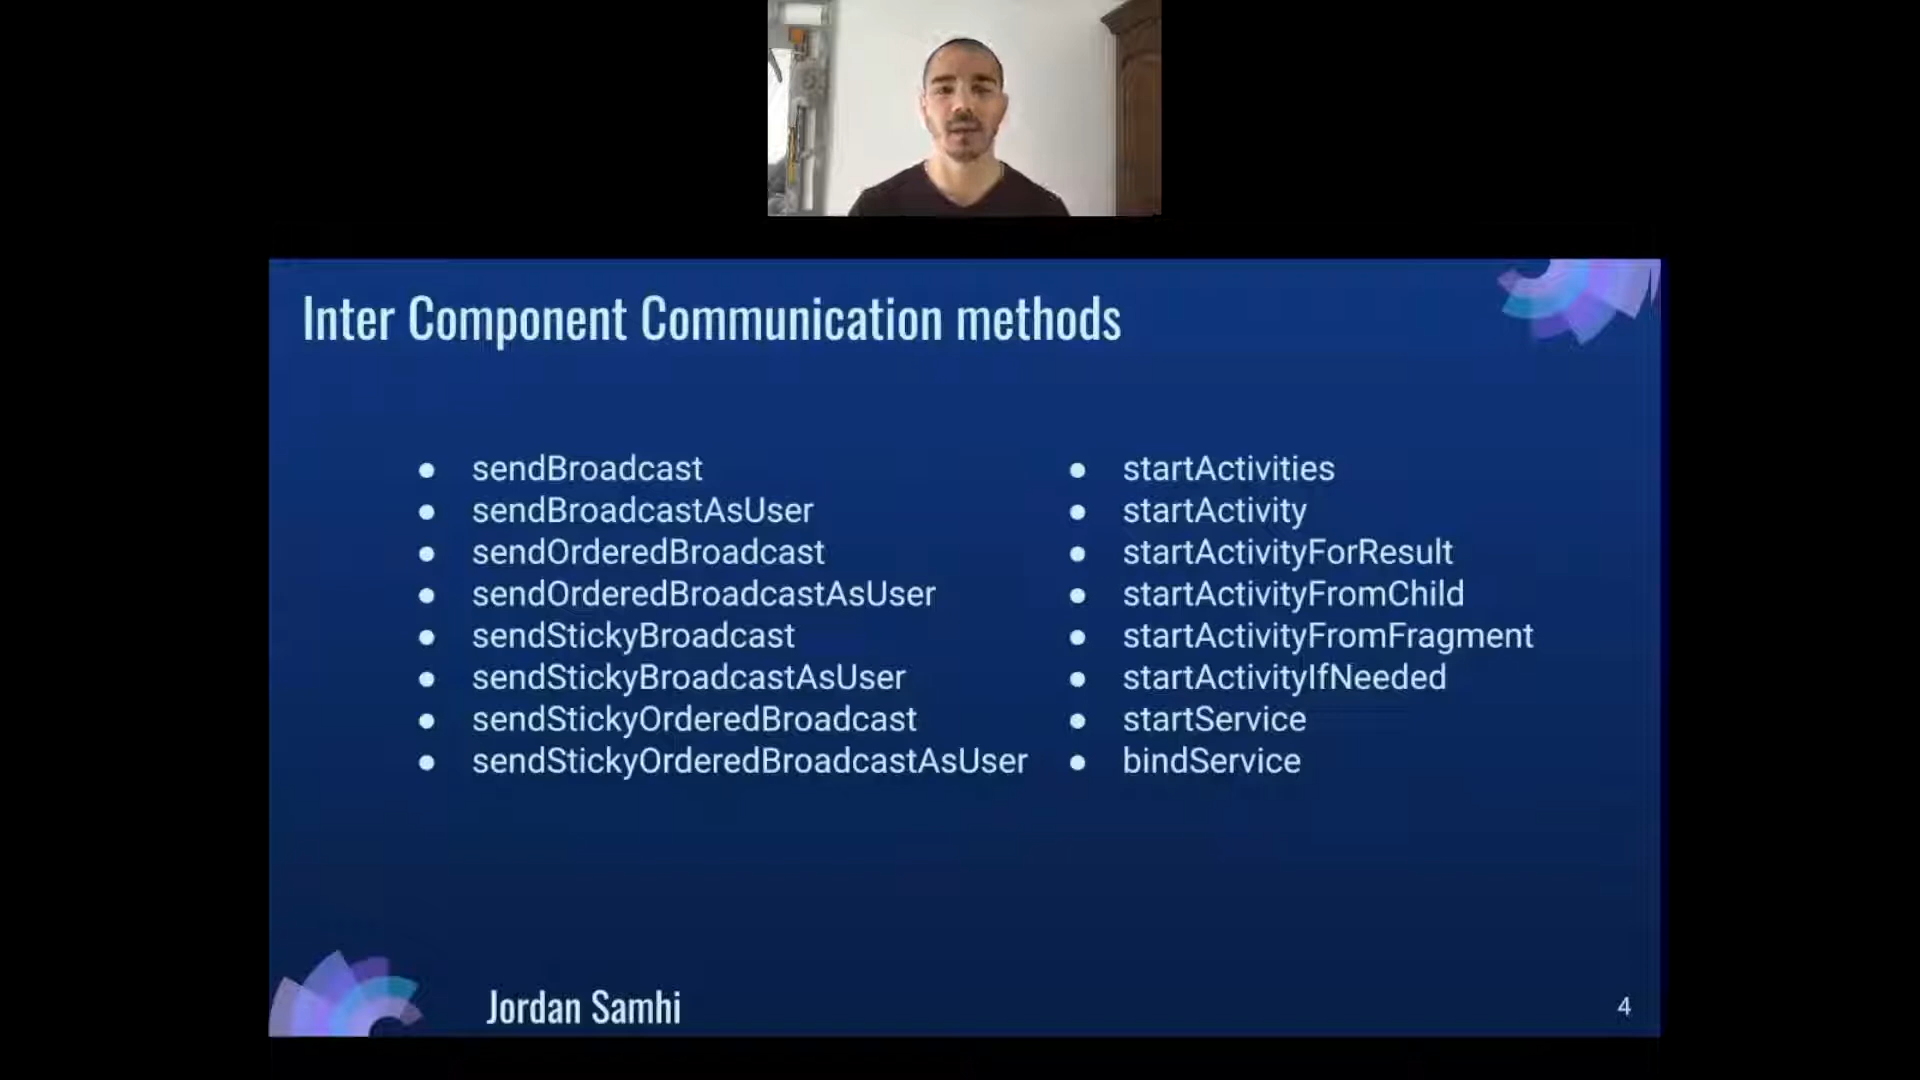 Inter Component Communication methods
● sendBroadcast
● sendBroadcastAsUser
● sendOrderedBroadcast
● sendOrderedBroadcastAsUser
● sendStickyBroadcast
● sendStickyBroadcastAsUser
● sendStickyOrderedBroadcast
● sendStickyOrderedBroadcastAsUser
● startActivities
● startActivity
● startActivityForResult
● startActivityFromChild
● startActivityFromFragment
● startActivityIfNeeded
● startService
● bindService
Jordan Samhi
4